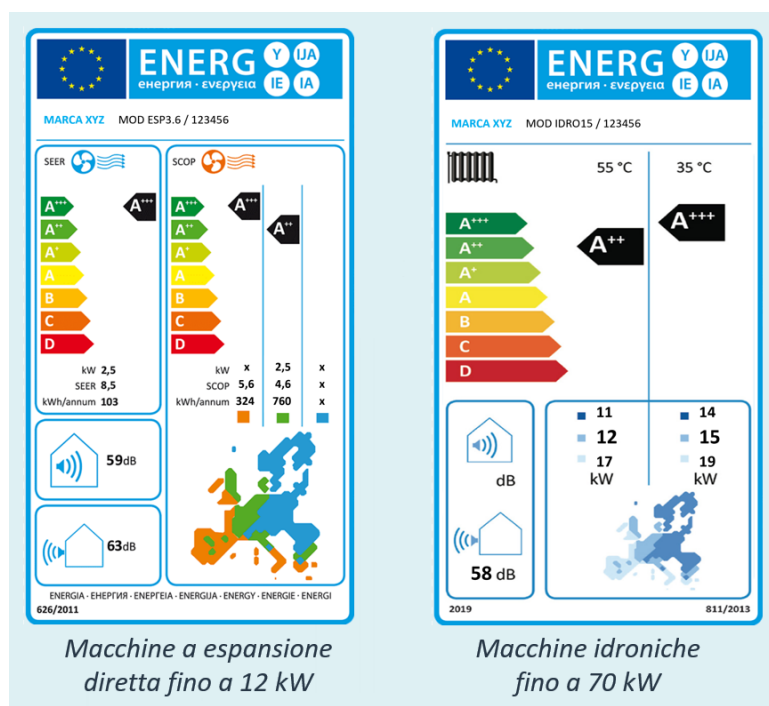 ENERG Y IJA IE IA
енергия · ενεργεια
MARCA XYZ MOD ESP3.6 / 123456
SEER
A+++ A+++
A++
A+
A
B
C
D
kW 2,5
SEER 8,5
kWh/annum 103
SCOP
A+++ A+++
A++ A++
A+
A
B
C
D
kW x 2,5 x
SCOP 5,6 4,6 x
kWh/annum 324 760 x
59dB
63dB
ENERGIA · ЕНЕРГИЯ · ΕΝΕΡΓΕΙΑ · ENERGIJA · ENERGY · ENERGIE · ENERGI
626/2011
Macchine a espansione
diretta fino a 12 kW
ENERG Y IJA IE IA
енергия · ενεργεια
MARCA XYZ MOD IDRO15 / 123456
55 °C 35 °C
A+++ A+++
A++ A++
A+
A
B
C
D
dB
58 dB
11 14
12 15
17 19
kW kW
2019 811/2013
Macchine idroniche
fino a 70 kW